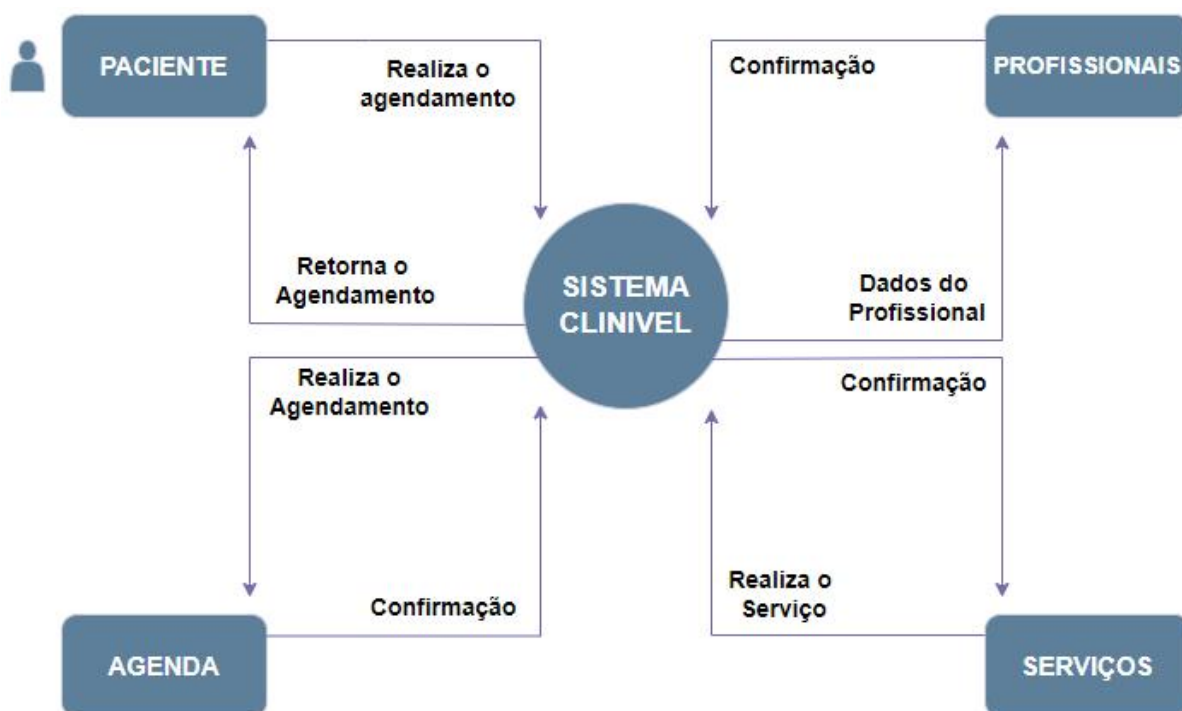 PACIENTE
Realiza o
agendamento
Confirmação
PROFISSIONAIS
Retorna o
Agendamento
SISTEMA
CLINIVEL
Dados do
Profissional
Realiza o
Agendamento
Confirmação
Confirmação
Realiza o
Serviço
AGENDA
SERVIÇOS